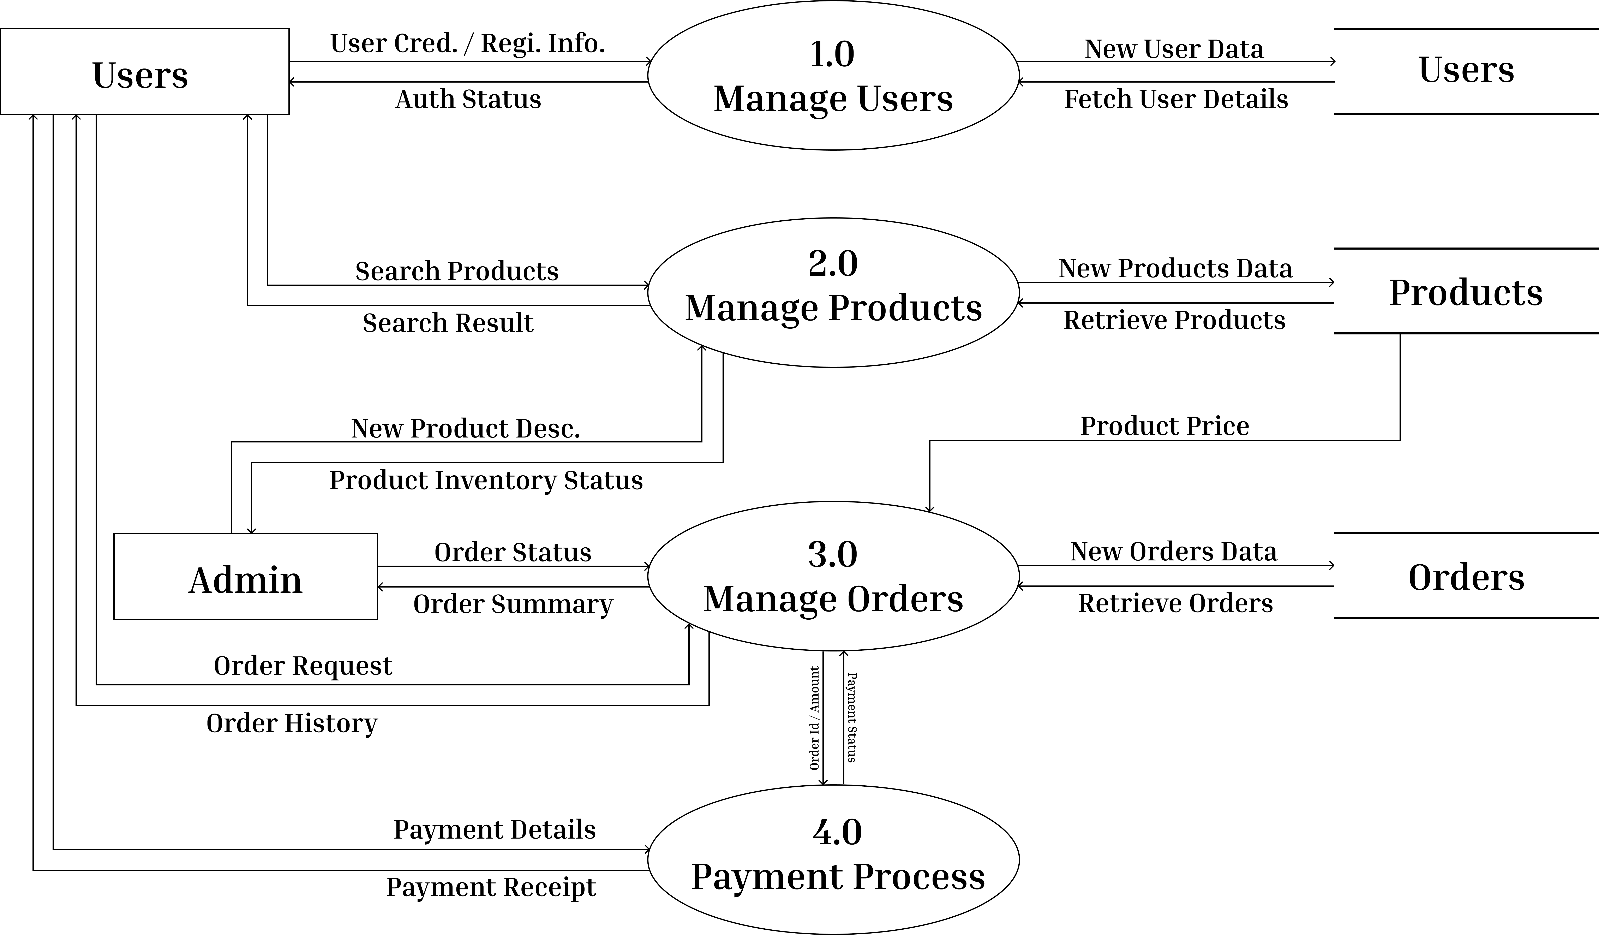 User Cred. / Regi. Info.
Users
Auth Status
1.0
Manage Users
New User Data
Fetch User Details
Users
Search Products
Search Result
2.0
Manage Products
New Products Data
Retrieve Products
Products
New Product Desc.
Product Inventory Status
Product Price
Admin
Order Status
Order Summary
3.0
Manage Orders
New Orders Data
Retrieve Orders
Orders
Order Request
Order History
Order Id / Amount
Payment Status
Payment Details
Payment Receipt
4.0
Payment Process